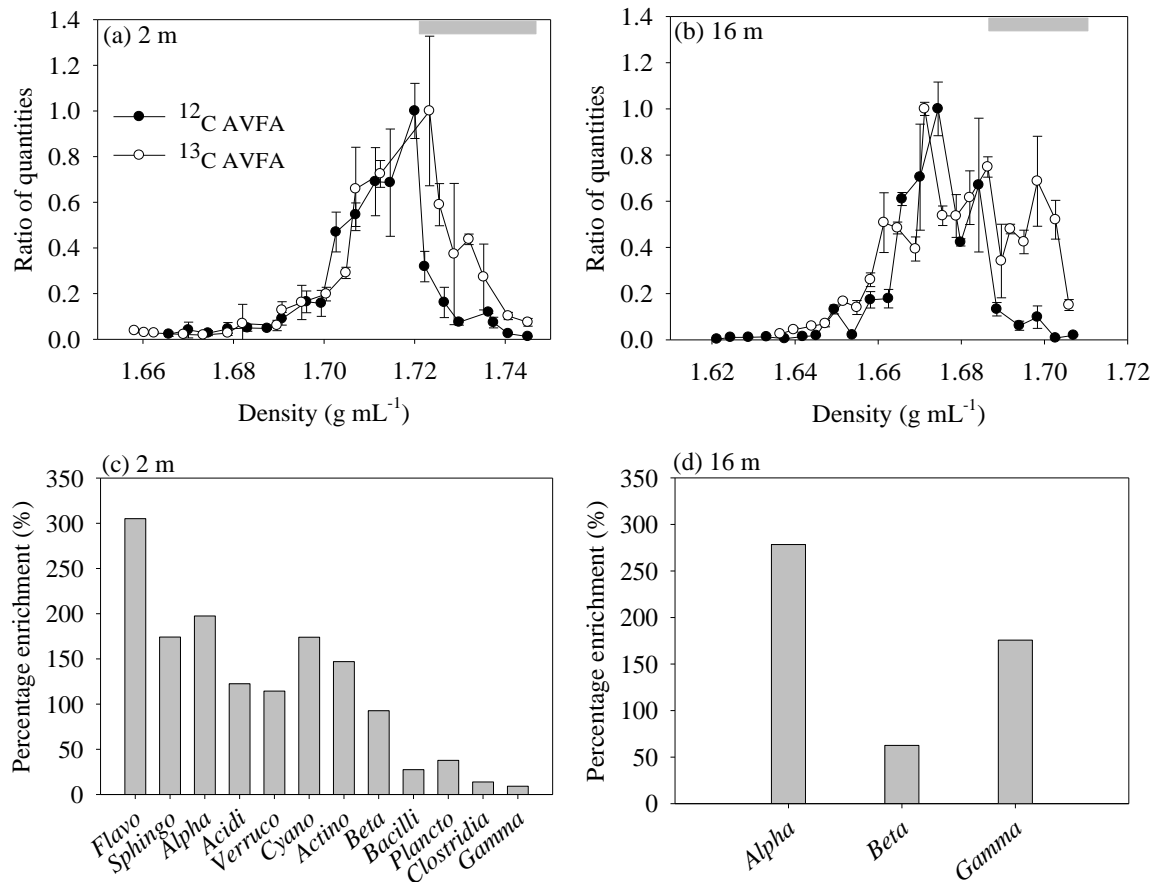 (a) 2 m
1.4
1.2
1.0
0.8
0.6
0.4
0.2
0.0
Ratio of quantities
12C AVFA
13C AVFA
1.66 1.68 1.70 1.72 1.74
Density (g mL-1)
(b) 16 m
1.4
1.2
1.0
0.8
0.6
0.4
0.2
0.0
Ratio of quantities
1.62 1.64 1.66 1.68 1.70 1.72
Density (g mL-1)
(c) 2 m
350
300
250
200
150
100
50
0
Percentage enrichment (%)
Flavo Sphingo Alpha Acidi Verruco Cyano Actino Beta Bacilli Plancto Clostridia Gamma
(d) 16 m
350
300
250
200
150
100
50
0
Percentage enrichment (%)
Alpha Beta Gamma